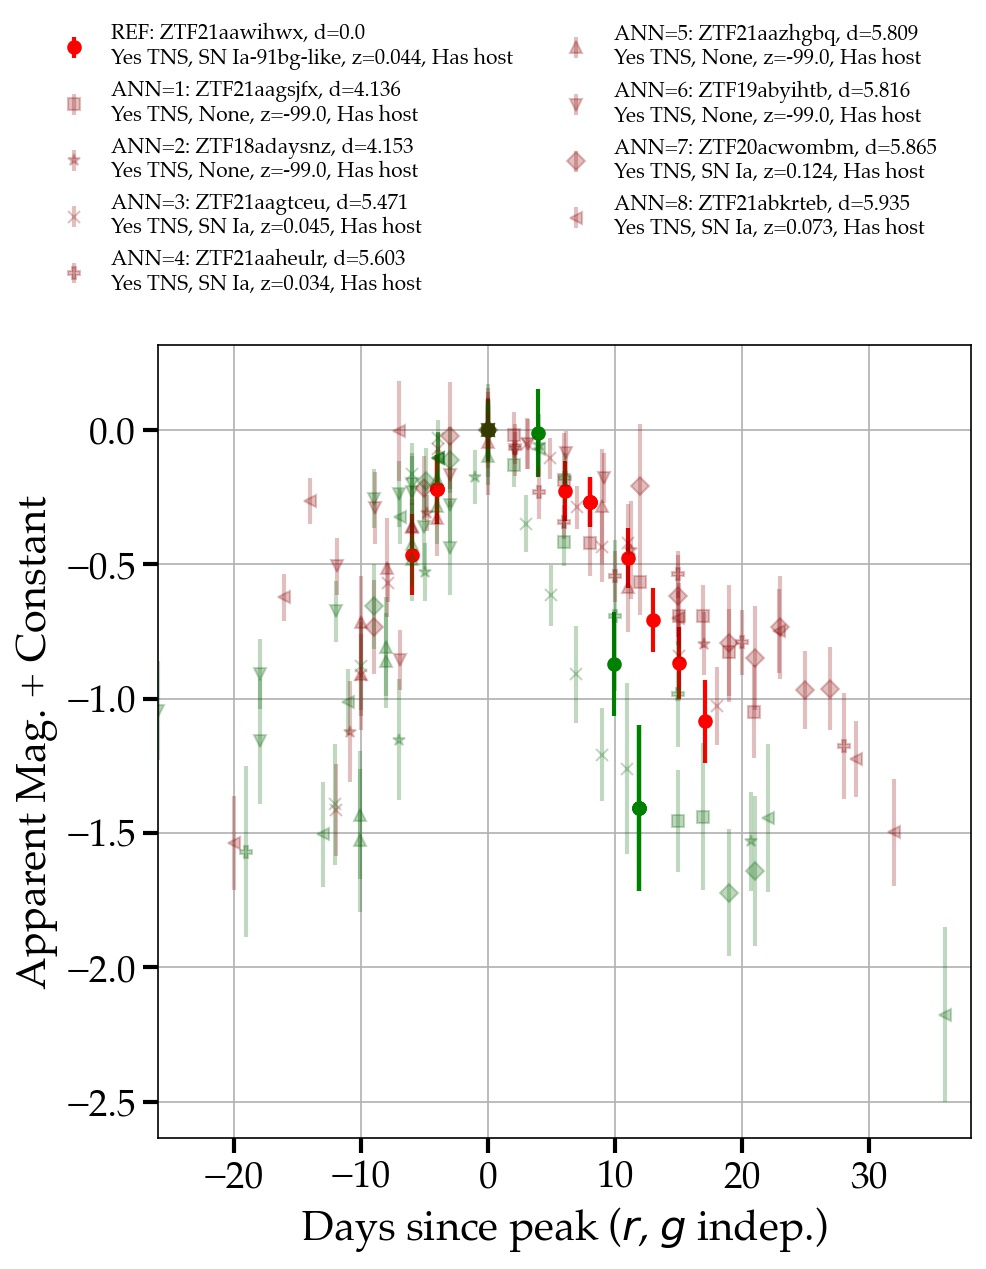 REF: ZTF21aawihwx, d=0.0
Yes TNS, SN Ia-91bg-like, z=0.044, Has host
ANN=1: ZTF21aagsjfx, d=4.136
Yes TNS, None, z=-99.0, Has host
ANN=2: ZTF18adaysnz, d=4.153
Yes TNS, None, z=-99.0, Has host
ANN=3: ZTF21aagtceu, d=5.471
Yes TNS, SN Ia, z=0.045, Has host
ANN=4: ZTF21aaheulr, d=5.603
Yes TNS, SN Ia, z=0.034, Has host
ANN=5: ZTF21aazhgbq, d=5.809
Yes TNS, None, z=-99.0, Has host
ANN=6: ZTF19abyihtb, d=5.816
Yes TNS, None, z=-99.0, Has host
ANN=7: ZTF20acwombm, d=5.865
Yes TNS, SN Ia, z=0.124, Has host
ANN=8: ZTF21abkrteb, d=5.935
Yes TNS, SN Ia, z=0.073, Has host
Apparent Mag. + Constant
0.0
−0.5
−1.0
−1.5
−2.0
−2.5
−20 −10 0 10 20 30
Days since peak (r, g indep.)